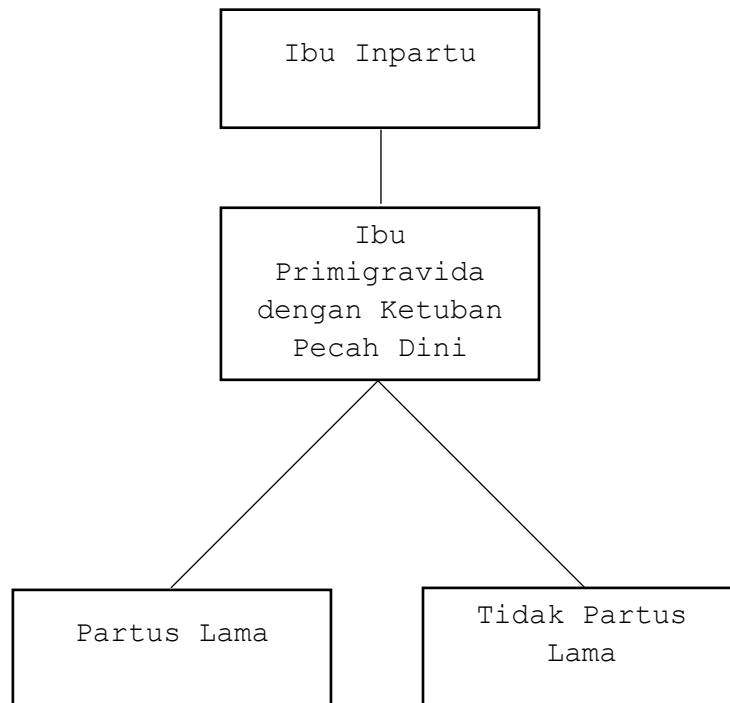 Ibu Inpartu
Ibu
Primigravida
dengan Ketuban
Pecah Dini
Partus Lama
Tidak Partus
Lama